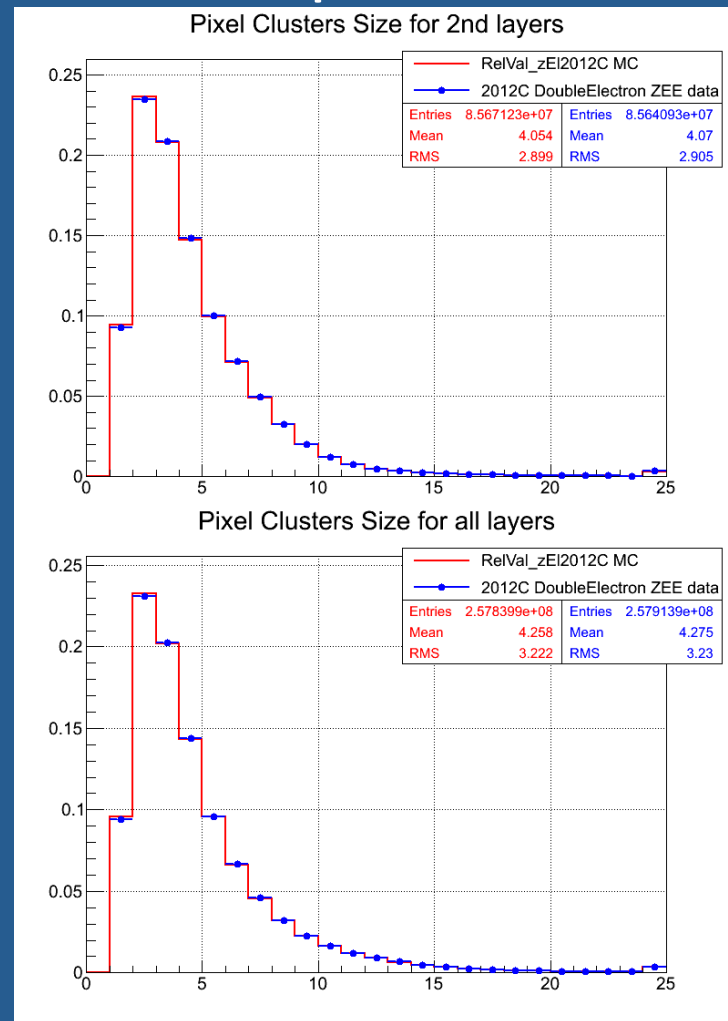 Pixel Clusters Size for 2nd layers
RelVal_zEl2012C MC
2012C DoubleElectron ZEE data
Entries 8.567123e+07 Entries 8.564093e+07
Mean 4.054 Mean 4.07
RMS 2.899 RMS 2.905
0.25
0.2
0.15
0.1
0.05
0
0 5 10 15 20 25
Pixel Clusters Size for all layers
RelVal_zEl2012C MC
2012C DoubleElectron ZEE data
Entries 2.578399e+08 Entries 2.579139e+08
Mean 4.258 Mean 4.275
RMS 3.222 RMS 3.23
0.25
0.2
0.15
0.1
0.05
0
0 5 10 15 20 25